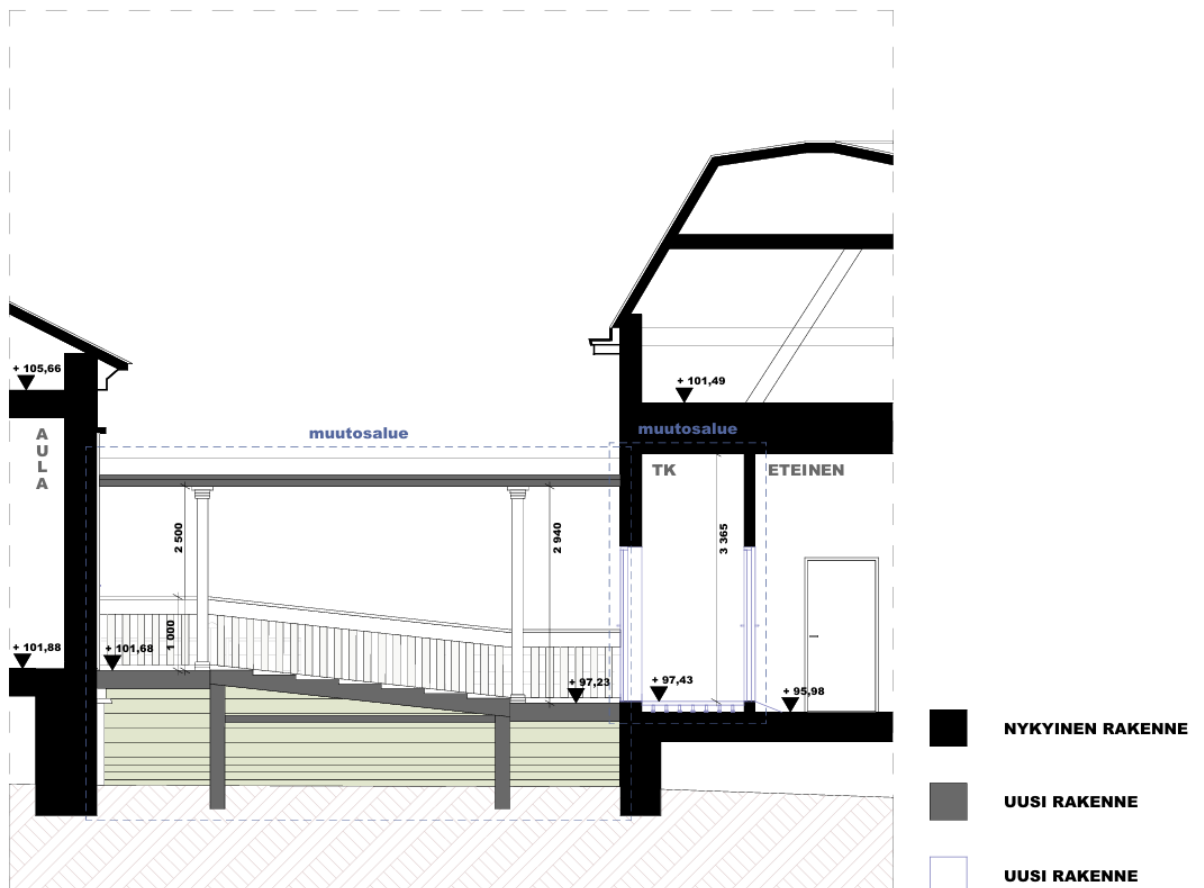 + 105,66
+ 101,49
AULA
muutosalue
muutosalue
TK
ETEINEN
2 500
2 940
3 365
1 000
+ 101,88
+ 101,68
+ 97,23
+ 97,43
+ 95,98
NYKYINEN RAKENNE
UUSI RAKENNE
UUSI RAKENNE